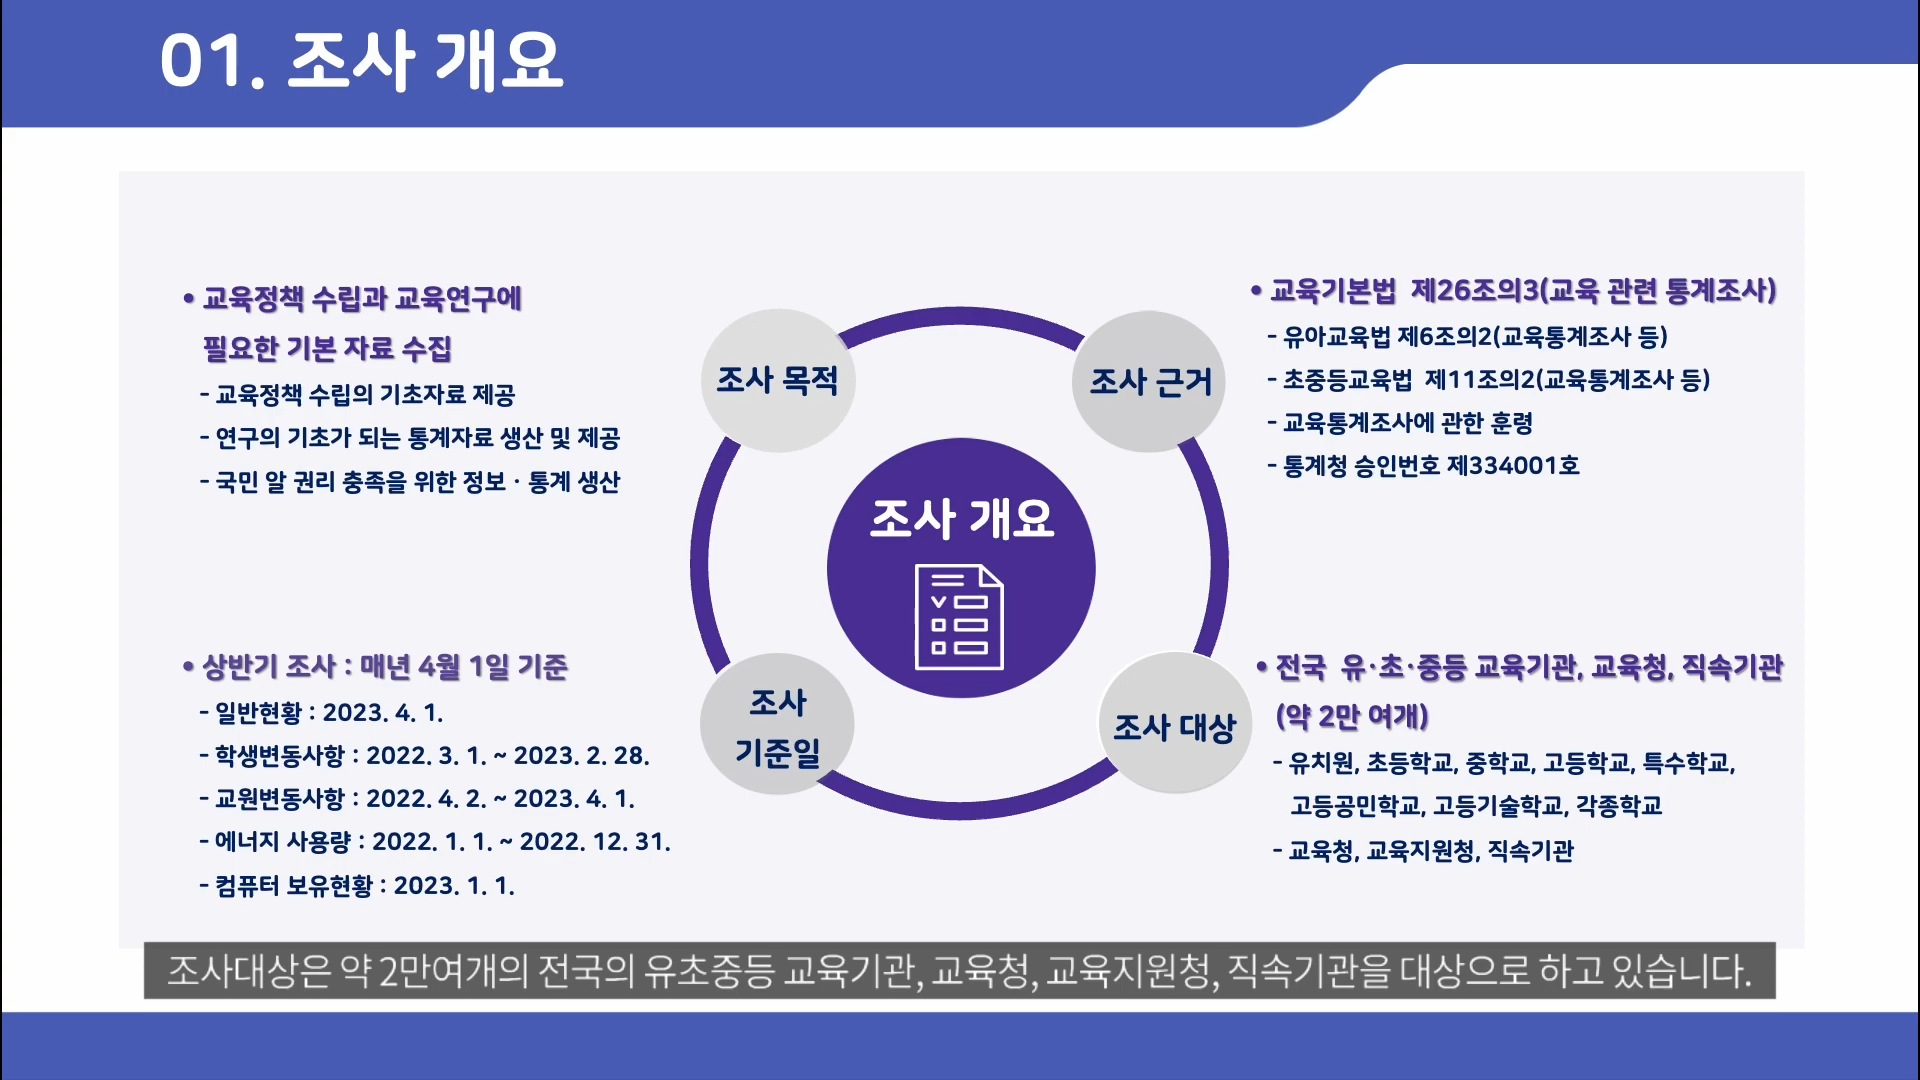 01. 조사 개요
• 교육정책 수립과 교육연구에
필요한 기본 자료 수집
- 교육정책 수립의 기초자료 제공
- 연구의 기초가 되는 통계자료 생산 및 제공
- 국민 알 권리 충족을 위한 정보 · 통계 생산
조사 목적
조사 근거
• 교육기본법 제26조의3(교육 관련 통계조사)
- 유아교육법 제6조의2(교육통계조사 등)
- 초중등교육법 제11조의2(교육통계조사 등)
- 교육통계조사에 관한 훈령
- 통계청 승인번호 제334001호
조사 개요
• 상반기 조사 : 매년 4월 1일 기준
- 일반현황 : 2023. 4. 1.
- 학생변동사항 : 2022. 3. 1. ~ 2023. 2. 28.
- 교원변동사항 : 2022. 4. 2. ~ 2023. 4. 1.
- 에너지 사용량 : 2022. 1. 1. ~ 2022. 12. 31.
- 컴퓨터 보유현황 : 2023. 1. 1.
조사
기준일
조사 대상
• 전국 유·초·중등 교육기관, 교육청, 직속기관
(약 2만 여개)
- 유치원, 초등학교, 중학교, 고등학교, 특수학교,
고등공민학교, 고등기술학교, 각종학교
- 교육청, 교육지원청, 직속기관
조사대상은 약 2만여개의 전국의 유초중등 교육기관, 교육청, 교육지원청, 직속기관을 대상으로 하고 있습니다.